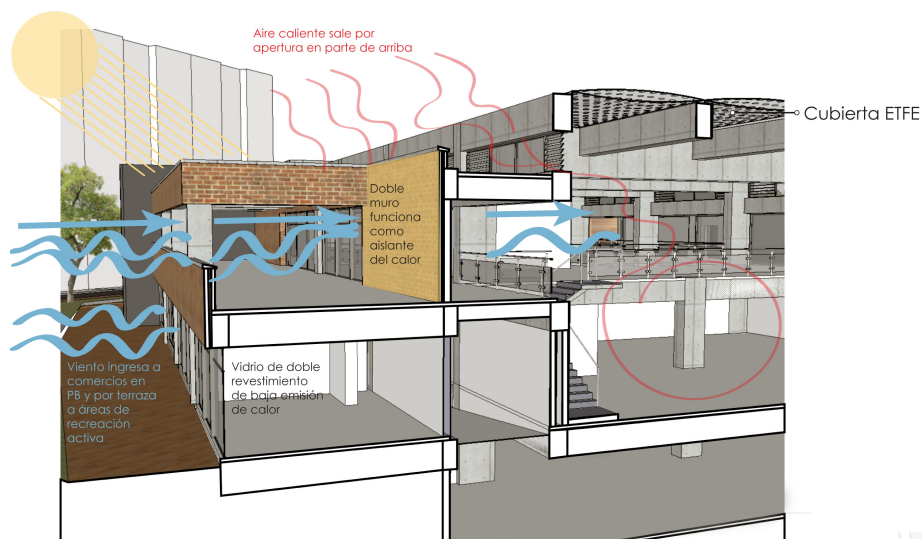 Aire caliente sale por
apertura en parte de arriba
Cubierta ETFE
Doble
muro
funciona
como
aislante
del calor
Viento ingresa a
comercios en
PB y por terraza
a áreas de
recreación
activa
Vidrio de doble
revestimiento
de baja emisión
de calor